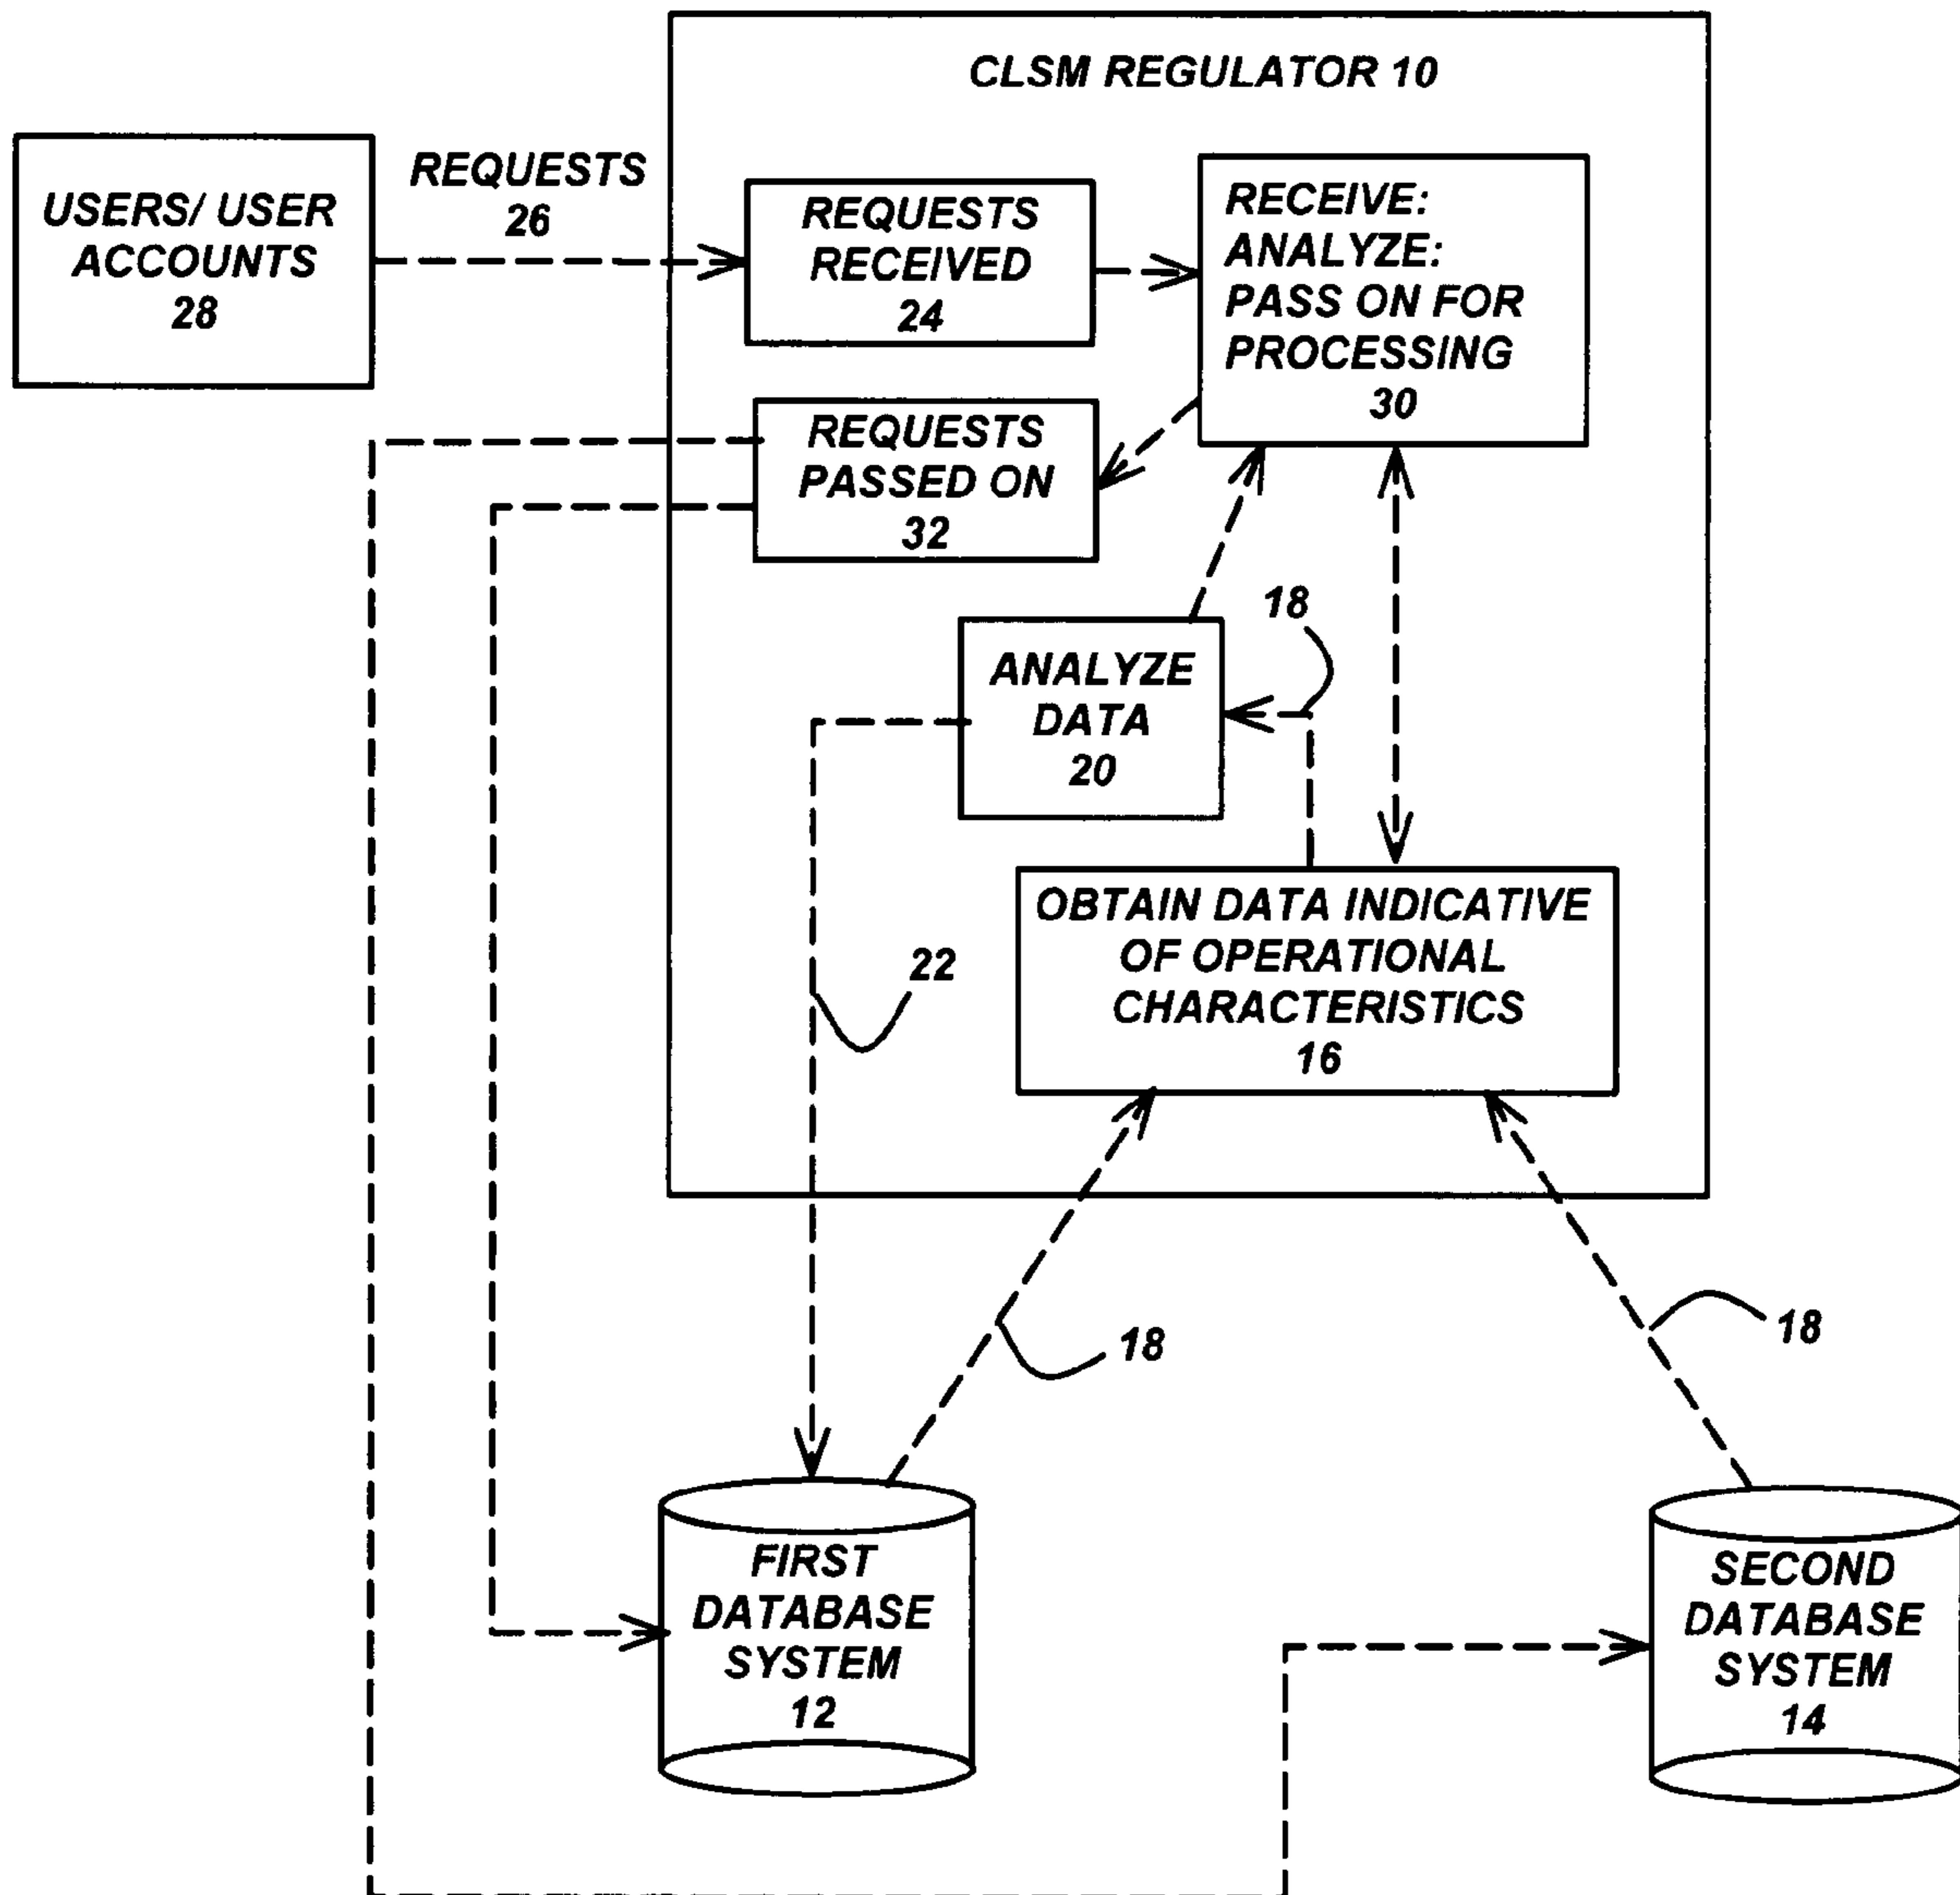 CLSM REGULATOR 10
USERS/ USER
ACCOUNTS
28
REQUESTS
26
REQUESTS
RECEIVED
24
RECEIVE:
ANALYZE:
PASS ON FOR
PROCESSING
30
REQUESTS
PASSED ON
32
18
ANALYZE
DATA
20
OBTAIN DATA INDICATIVE
OF OPERATIONAL
CHARACTERISTICS
16
22
18
18
FIRST
DATABASE
SYSTEM
12
SECOND
DATABASE
SYSTEM
14